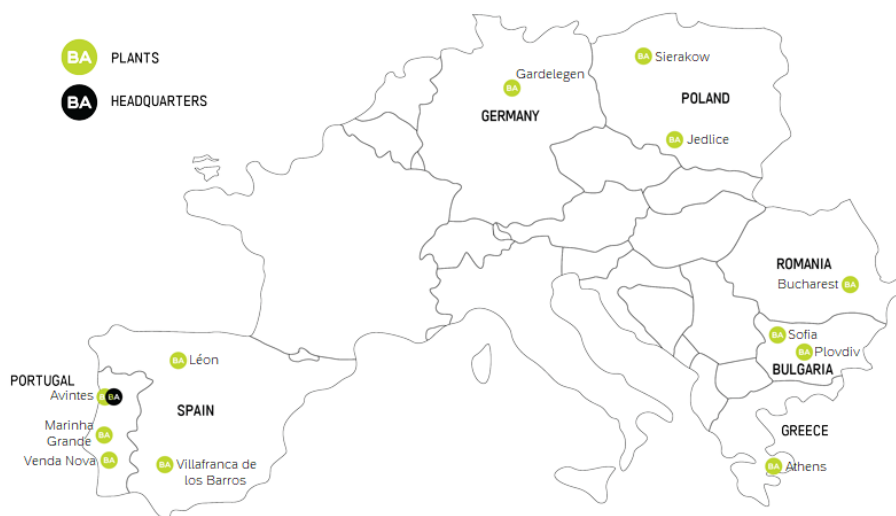 BA PLANTS
BA HEADQUARTERS
BA Sierakow
Gardelegen
BA
POLAND
GERMANY
BA Jedlice
ROMANIA
Bucharest BA
BA Sofia
BA Plovdiv
BULGARIA
BA Léon
PORTUGAL
Avintes BA BA
SPAIN
Marinha
Grande BA
GREECE
Venda Nova BA
BA Villafranca de
los Barros
BA Athens